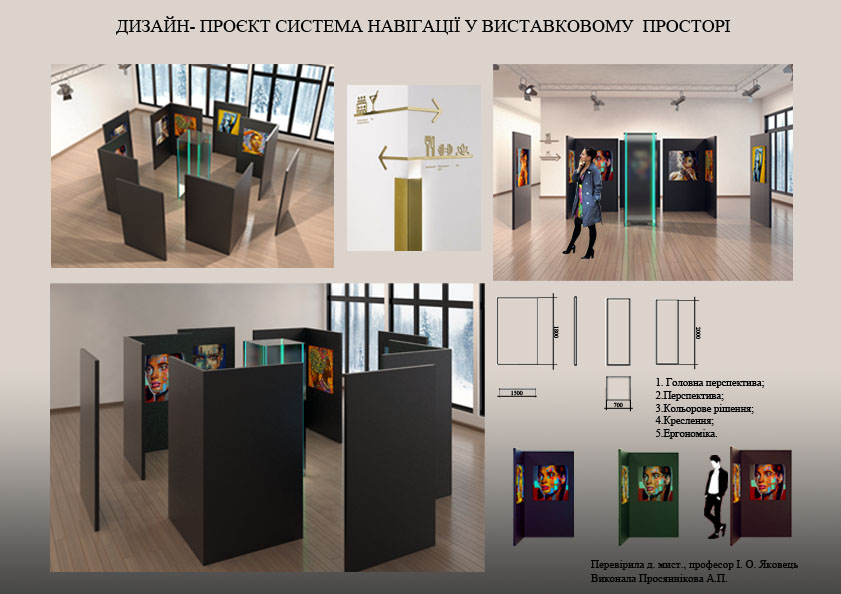 ДИЗАЙН- ПРОЄКТ СИСТЕМА НАВІГАЦІЇ У ВИСТАВКОВОМУ ПРОСТОРІ
1800
2000
1500
700
1. Головна перспектива;
2.Перспектива;
3.Кольорове рішення;
4.Креслення;
5.Ергономіка.
Перевірила д. мист., професор І. О. Яковець
Виконала Просяннікова А.П.